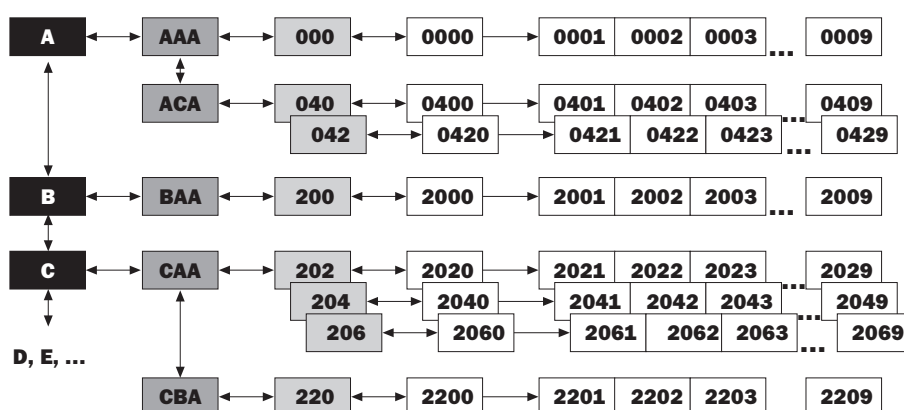 A AAA 000 0000 0001 0002 0003 ... 0009
ACA 040 0400 0401 0402 0403 ... 0409
042 0420 0421 0422 0423 ... 0429
B BAA 200 2000 2001 2002 2003 ... 2009
C CAA 202 2020 2021 2022 2023 ... 2029
204 2040 2041 2042 2043 ... 2049
206 2060 2061 2062 2063 ... 2069
D, E, ...
CBA 220 2200 2201 2202 2203 2209